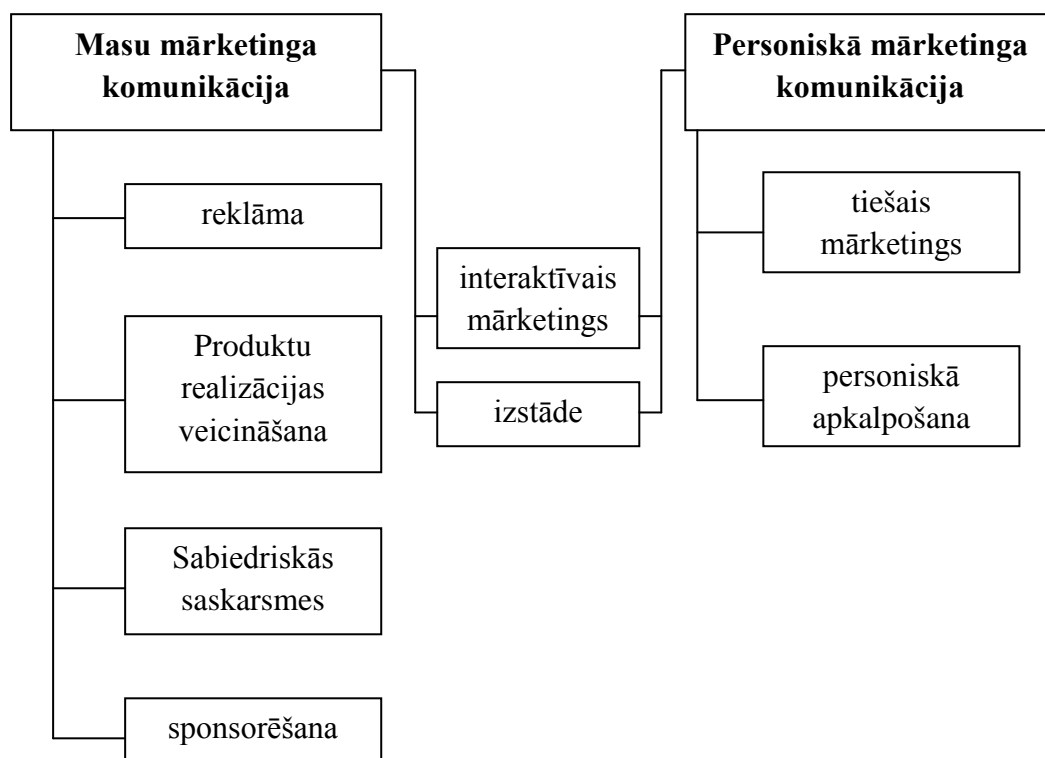 Masu mārketinga
komunikācija
Personiskā mārketinga
komunikācija
reklāma
Produktu
realizācijas
veicināšana
Sabiedriskās
saskarsmes
sponsorēšana
interaktīvais
mārketings
izstāde
tiešais
mārketings
personiskā
apkalpošana